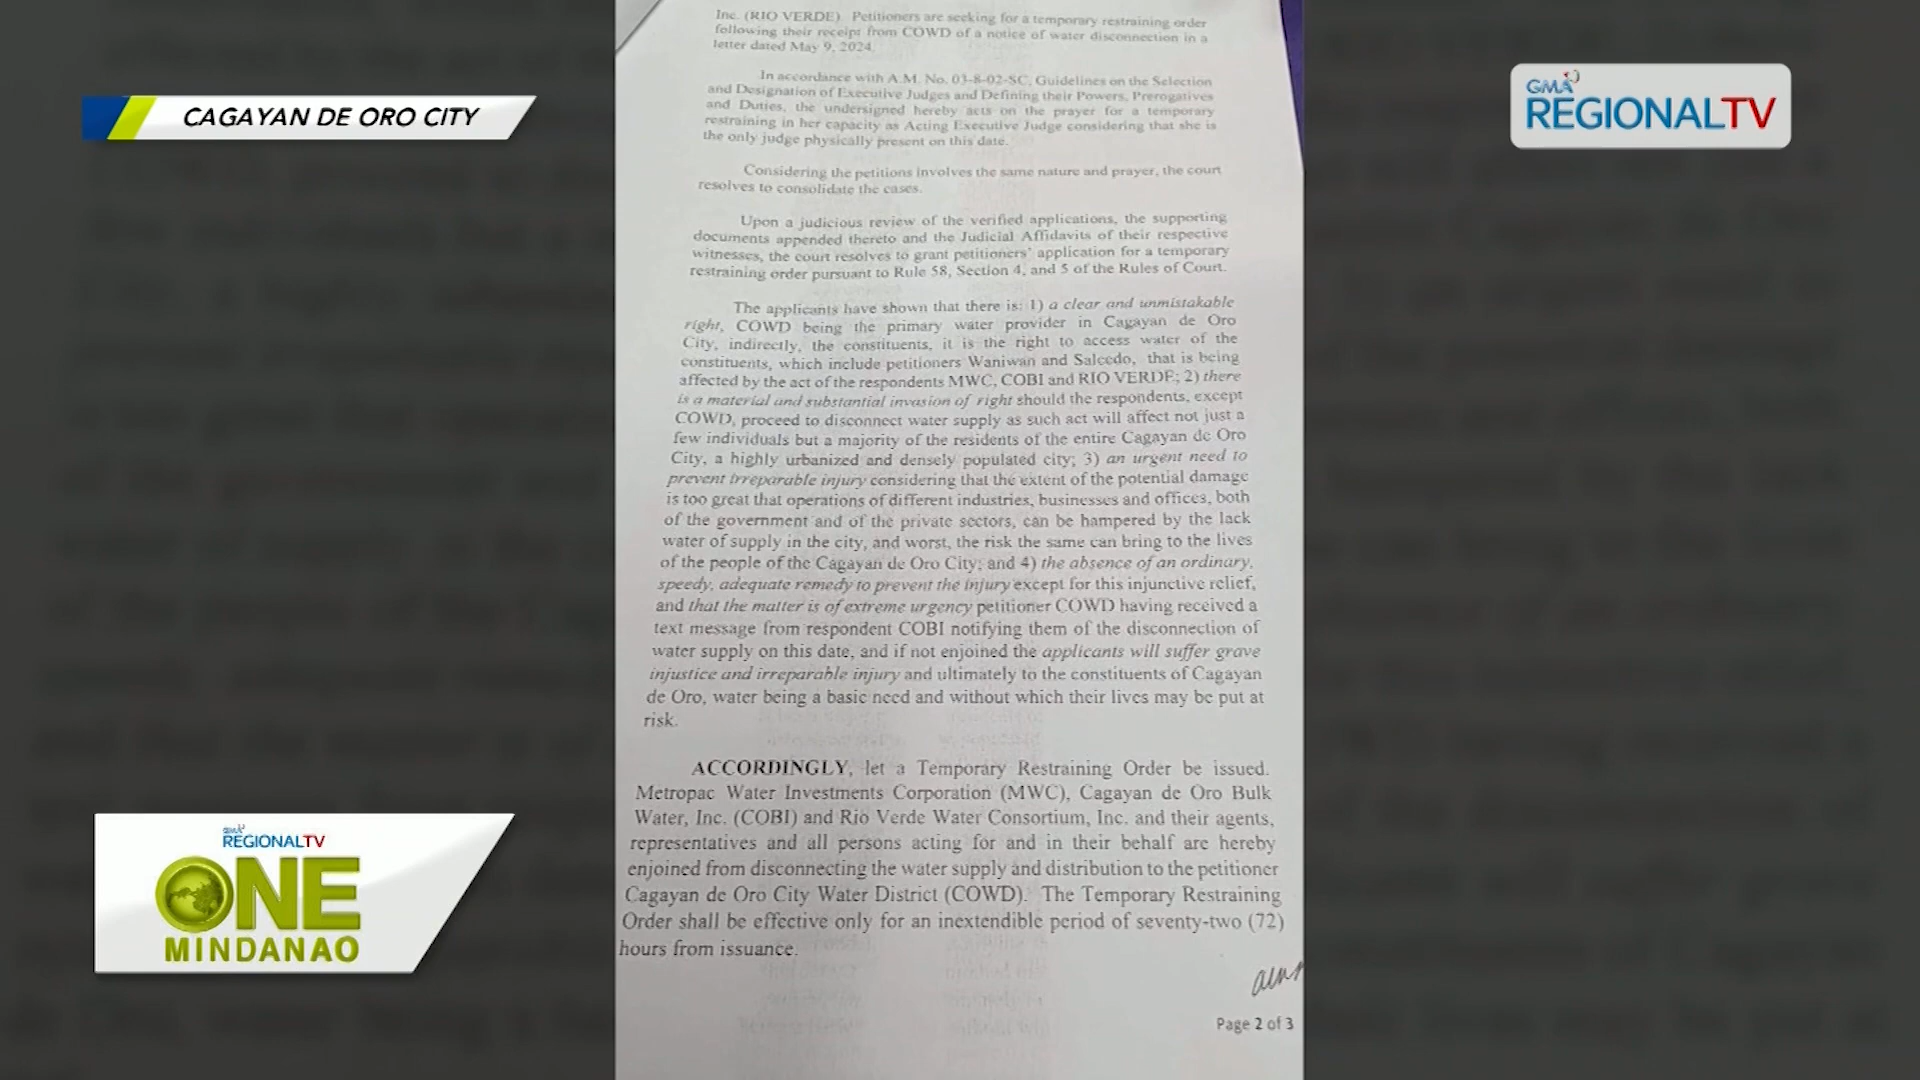 CAGAYAN DE ORO CITY
GMA
REGIONALTV
Inc. (RIO VERDE). Petitioners are seeking for a temporary restraining order
following their receipt from COWD of a notice of water disconnection in a
letter dated May 9, 2024.
In accordance with A.M. No. 03-8-02-SC, Guidelines on the Selection
and Designation of Executive Judges and Defining their Powers, Prerogatives
and Duties, the undersigned hereby acts on the prayer for a temporary
restraining in her capacity as Acting Executive Judge considering that she is
the only judge physically present on this date.
Considering the petitions involves the same nature and prayer, the court
resolves to consolidate the cases.
Upon a judicious review of the verified applications, the supporting
documents appended thereto and the Judicial Affidavits of their respective
witnesses, the court resolves to grant petitioners' application for a temporary
restraining order pursuant to Rule 58, Section 4, and 5 of the Rules of Court.
The applicants have shown that there is: 1) a clear and unmistakable
right, COWD being the primary water provider in Cagayan de Oro
City, indirectly, the constituents, it is the right to access water of the
constituents, which include petitioners Waniwan and Salcedo, that is being
affected by the act of the respondents MWC, COBI and RIO VERDE; 2) there
is a material and substantial invasion of right should the respondents, except
COWD, proceed to disconnect water supply as such act will affect not just a
few individuals but a majority of the residents of the entire Cagayan de Oro
City, a highly urbanized and densely populated city; 3) an urgent need to
prevent irreparable injury considering that the extent of the potential damage
is too great that operations of different industries, businesses and offices, both
of the government and of the private sectors, can be hampered by the lack
water of supply in the city, and worst, the risk the same can bring to the lives
of the people of the Cagayan de Oro City; and 4) the absence of an ordinary,
speedy, adequate remedy to prevent the injury except for this injunctive relief,
and that the matter is of extreme urgency petitioner COWD having received a
text message from respondent COBI notifying them of the disconnection of
water supply on this date, and if not enjoined the applicants will suffer grave
injustice and irreparable injury and ultimately to the constituents of Cagayan
de Oro, water being a basic need and without which their lives may be put at
risk.
ACCORDINGLY, let a Temporary Restraining Order be issued.
Metropac Water Investments Corporation (MWC), Cagayan de Oro Bulk
Water, Inc. (COBI) and Rio Verde Water Consortium, Inc. and their agents,
representatives and all persons acting for and in their behalf are hereby
enjoined from disconnecting the water supply and distribution to the petitioner
Cagayan de Oro City Water District (COWD). The Temporary Restraining
Order shall be effective only for an inextendible period of seventy-two (72)
hours from issuance.
Page 2 of 3
GMA
REGIONALTV
ONE
MINDANAO